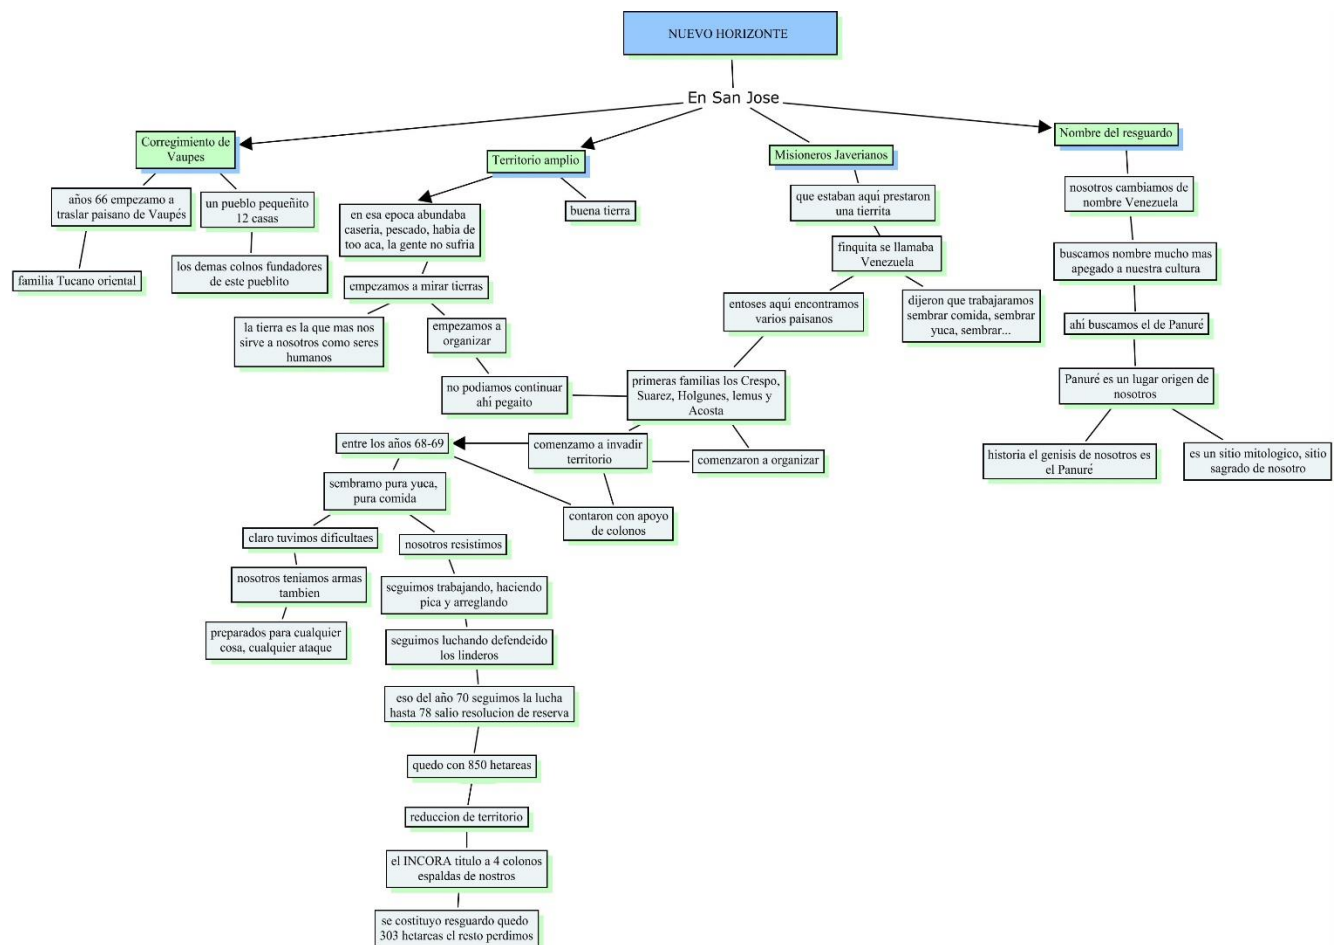 NUEVO HORIZONTE
En San Jose
Corregimiento de
Vaupes
Territorio amplio
Misioneros Javerianos
Nombre del resguardo
años 66 empezamo a
traslar paisano de Vaupés
un pueblo pequeñito
12 casas
familia Tucano oriental
los demas colnos fundadores
de este pueblito
en esa epoca abundaba
caseria, pescado, habia de
too aca, la gente no sufria
buena tierra
empezamos a mirar tierras
la tierra es la que mas nos
sirve a nosotros como seres
humanos
empezamos a
organizar
no podiamos continuar
ahi pegaito
que estaban aquí prestaron
una tierrita
finquita se llamaba
Venezuela
entoses aquí encontramos
varios paisanos
dijeron que trabajaramos
sembrar comida, sembrar
yuca, sembrar...
primeras familias los Crespo,
Suarez, Holgunes, lemus y
Acosta
comenzamo a invadir
territorio
comenzaron a organizar
entre los años 68-69
contaron con apoyo
de colonos
sembramo pura yuca,
pura comida
claro tuvimos dificultaes
nosotros teniamos armas
tambien
preparados para cualquier
cosa, cualquier ataque
nosotros resistimos
seguimos trabajando, haciendo
pica y arreglando
seguimos luchando defendeido
los linderos
eso del año 70 seguimos la lucha
hasta 78 salio resolucion de reserva
quedo con 850 hetareas
reduccion de territorio
el INCORA titulo a 4 colonos
espaldas de nostros
se costituyo resguardo quedo
303 hetareas el resto perdimos
nosotros cambiamos de
nombre Venezuela
buscamos nombre mucho mas
apegado a nuestra cultura
ahi buscamos el de Panuré
Panuré es un lugar origen de
nosotros
historia el genisis de nosotros es
el Panuré
es un sitio mitologico, sitio
sagrado de nosotro